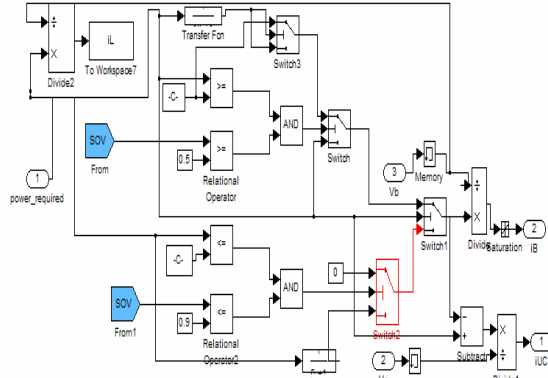 ÷
×
Divide2
iL
To Workspace7
Transfer Fcn
Switch3
>=
-C-
AND
Switch
SOV
From
>=
0.5
Relational
Operator
1
power_required
3
Vb
Memory
÷
×
Divide
Saturation
2
iB
Switch1
<=
-C-
AND
0
Switch2
SOV
From1
<=
0.9
Relational
Operator2
−
+
Subtract
×
÷
1
iUC
2